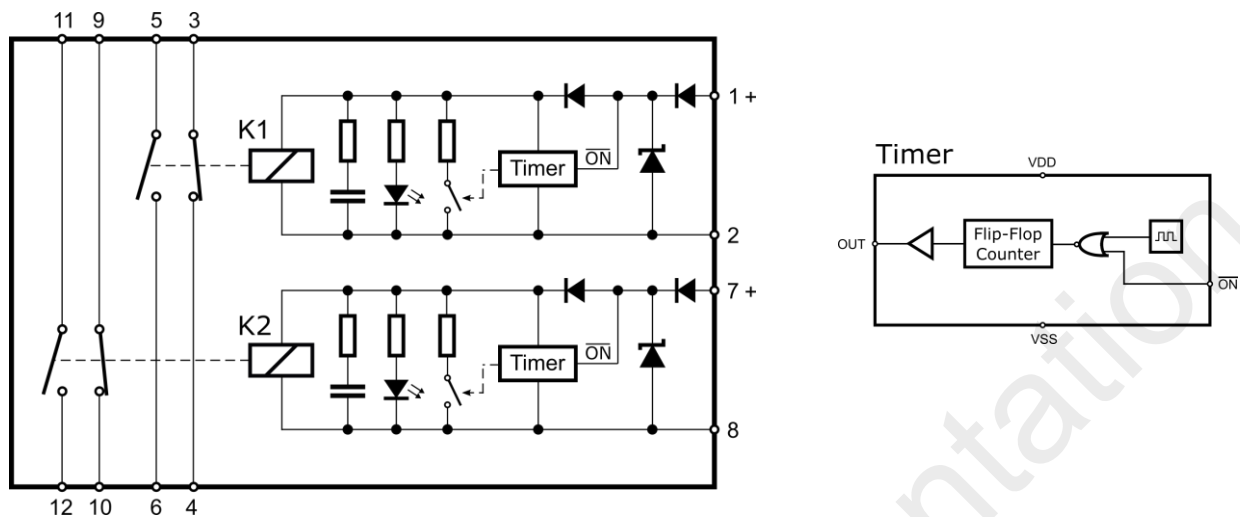 11 9 5 3
K1
Timer
ON
1 +
2
K2
Timer
ON
7 +
8
12 10 6 4
Timer
VDD
OUT
Flip-Flop
Counter
ON
VSS
ntation